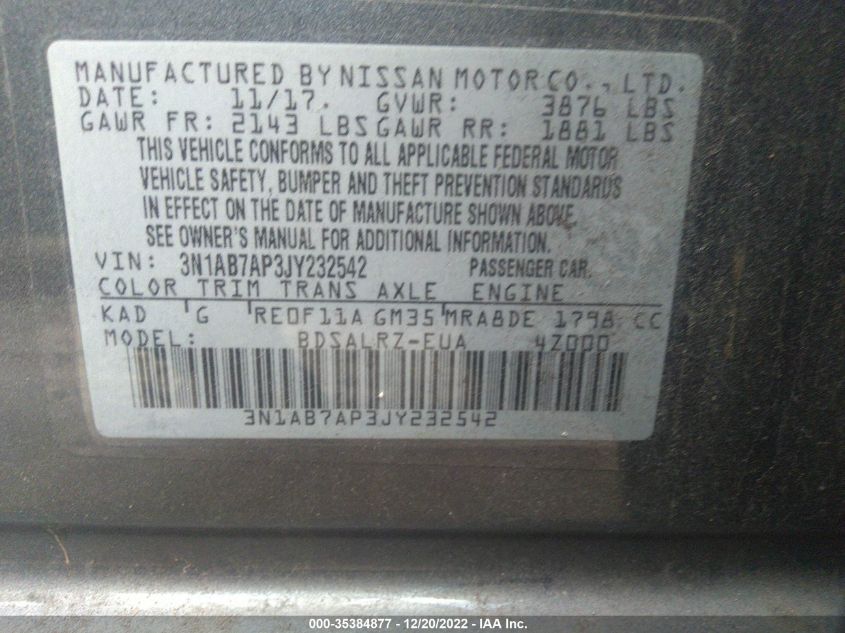 MANUFACTURED BY NISSAN MOTOR CO., LTD.
DATE: 11/17 GVWR: 3876 LBS
GAWR FR: 2143 LBS GAWR RR: 1881 LBS
THIS VEHICLE CONFORMS TO ALL APPLICABLE FEDERAL MOTOR
VEHICLE SAFETY, BUMPER AND THEFT PREVENTION STANDARDS
IN EFFECT ON THE DATE OF MANUFACTURE SHOWN ABOVE.
SEE OWNER'S MANUAL FOR ADDITIONAL INFORMATION.
VIN: 3N1AB7AP3JY232542 PASSENGER CAR.
COLOR TRIM TRANS AXLE ENGINE
KAD G RE0F11A GM35 MRA8DE 1798 CC
MODEL: BDSALRZ-EUA 4Z000
3N1AB7AP3JY232542
000-35384877 - 12/20/2022 - IAA Inc.